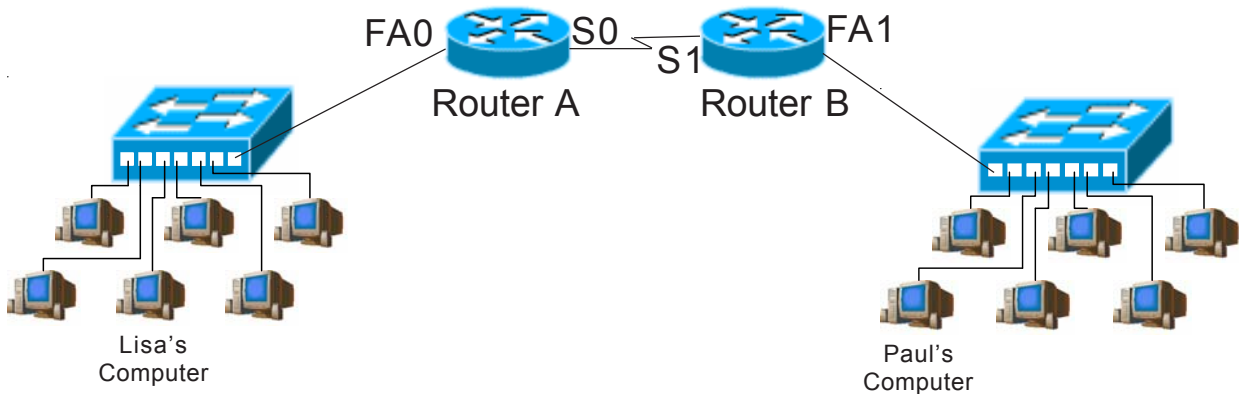 FA0
S0
S1
FA1
Router A
Router B
Lisa's
Computer
Paul's
Computer